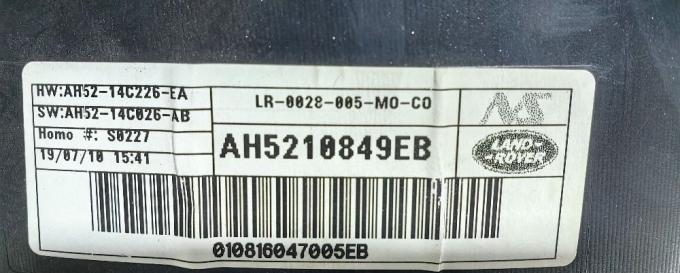 HW:AH52-14C226-EA
SW:AH52-14C026-AB
Homo #: S0227
19/07/10 15:41
LR-0028-005-MO-CO
AH5210849EB
LAND-
-ROVER
010816047005EB